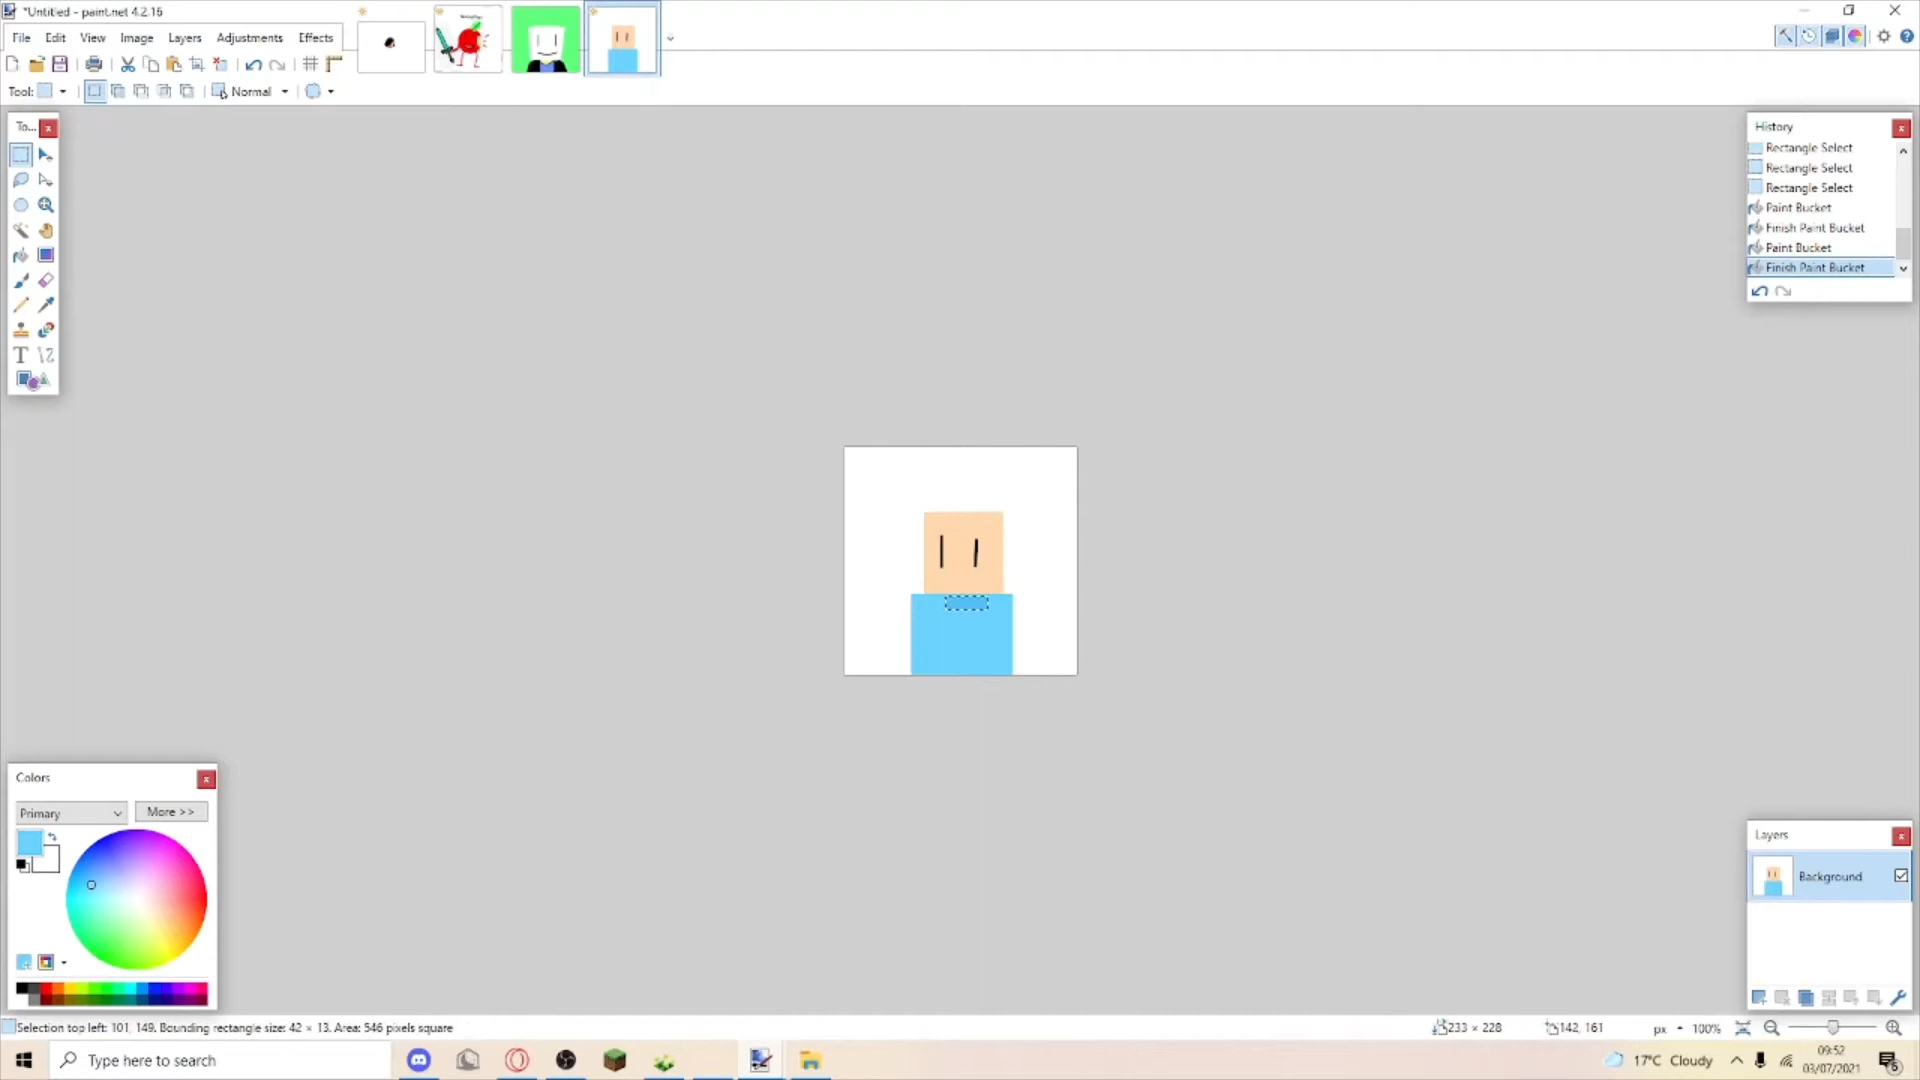 *Untitled - paint.net 4.2.16
File Edit View Image Layers Adjustments Effects
Tool:
Normal
To...
History
Rectangle Select
Rectangle Select
Rectangle Select
Paint Bucket
Finish Paint Bucket
Paint Bucket
Finish Paint Bucket
Colors
Primary
More >>
Layers
Background
Selection top left: 101, 149. Bounding rectangle size: 42 × 13. Area: 546 pixels square
233 × 228
142, 161
px
100%
Type here to search
17°C Cloudy
09:52
03/07/2021